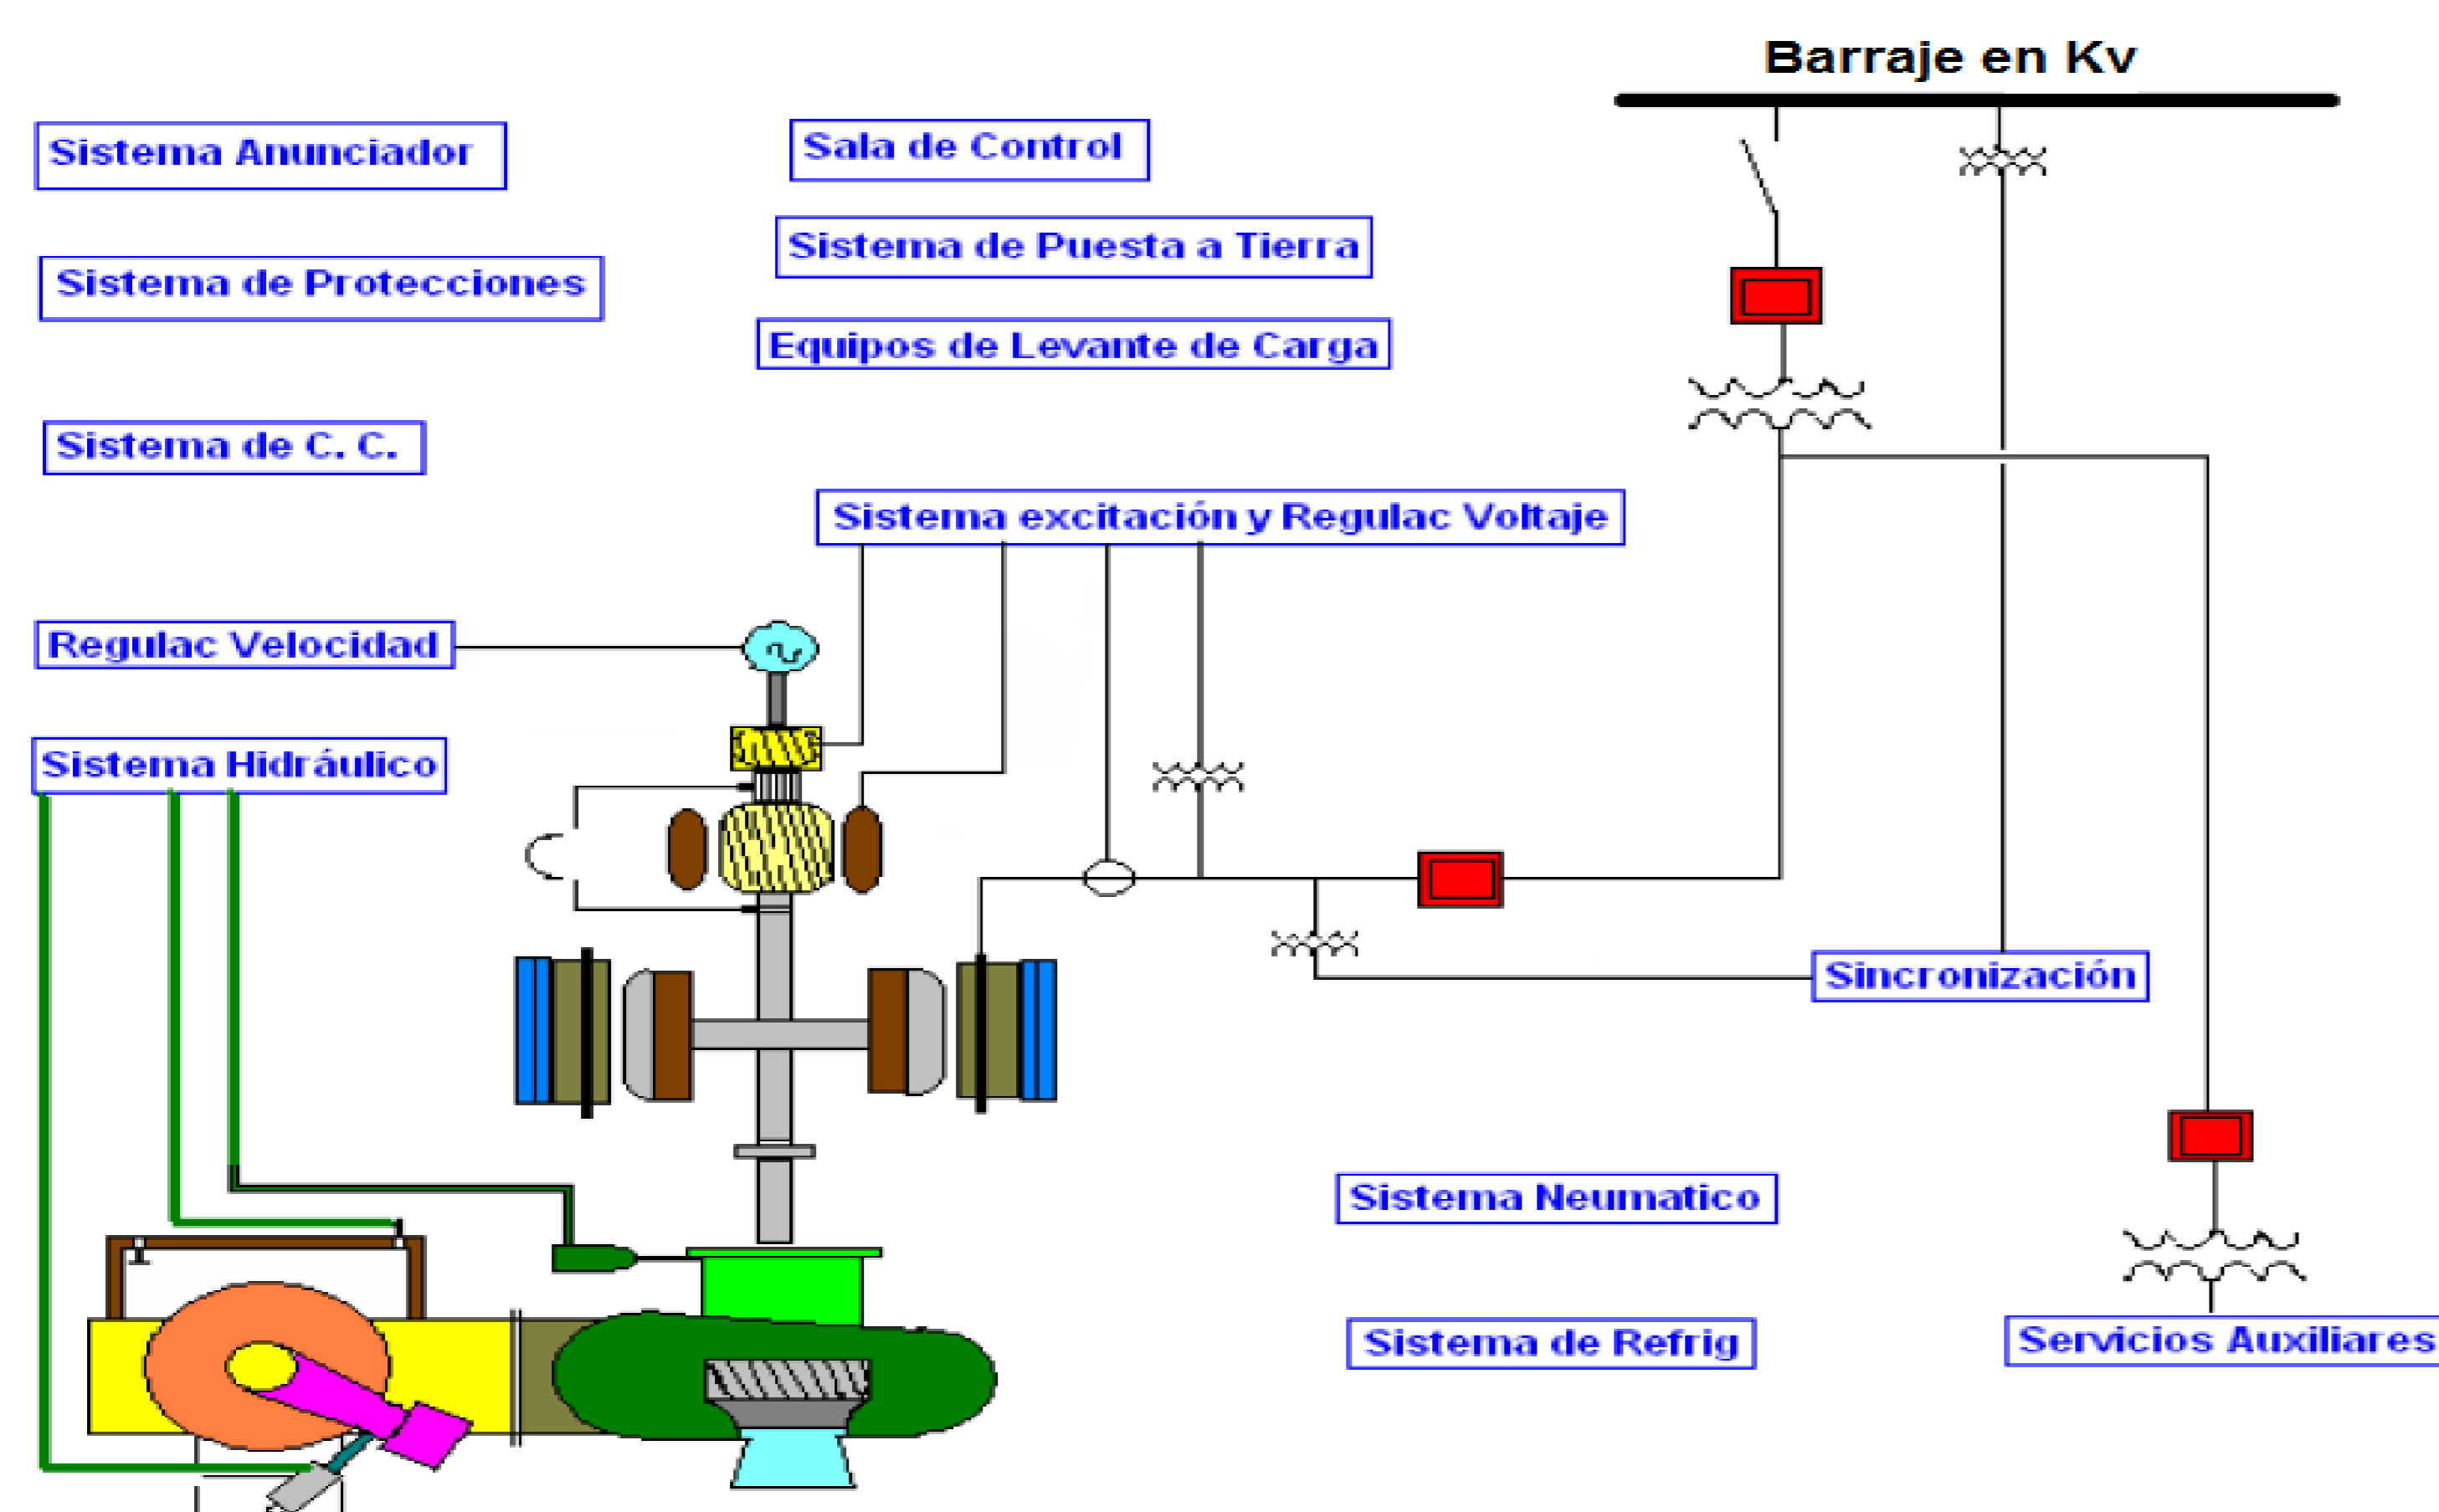 Barraje en Kv
Sistema Anunciador
Sala de Control
Sistema de Puesta a Tierra
Sistema de Protecciones
Equipos de Levante de Carga
Sistema de C. C.
Sistema excitación y Regulac Voltaje
Regulac Velocidad
Sistema Hidráulico
Sincronización
Sistema Neumatico
Sistema de Refrig
Servicios Auxiliares